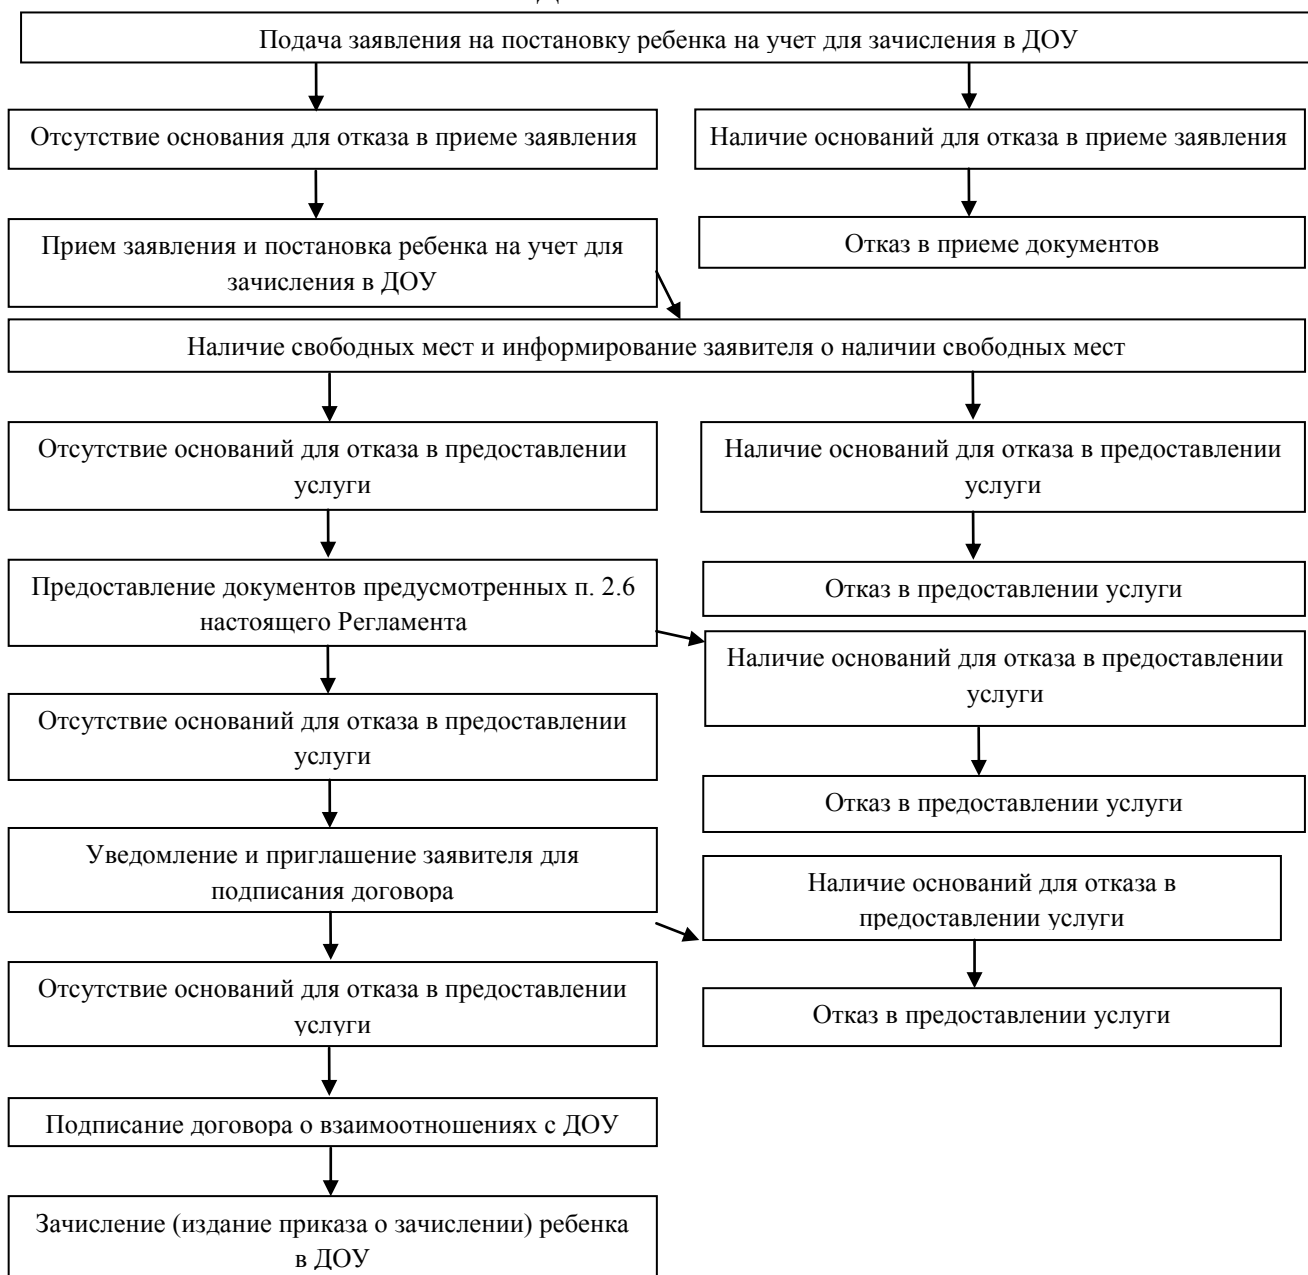 Подача заявления на постановку ребенка на учет для зачисления в ДОУ
Отсутствие основания для отказа в приеме заявления
Наличие оснований для отказа в приеме заявления
Прием заявления и постановка ребенка на учет для
зачисления в ДОУ
Отказ в приеме документов
Наличие свободных мест и информирование заявителя о наличии свободных мест
Отсутствие оснований для отказа в предоставлении
услуги
Наличие оснований для отказа в предоставлении
услуги
Предоставление документов предусмотренных п. 2.6
настоящего Регламента
Отказ в предоставлении услуги
Наличие оснований для отказа в предоставлении
услуги
Отсутствие оснований для отказа в предоставлении
услуги
Отказ в предоставлении услуги
Уведомление и приглашение заявителя для
подписания договора
Наличие оснований для отказа в
предоставлении услуги
Отсутствие оснований для отказа в предоставлении
услуги
Отказ в предоставлении услуги
Подписание договора о взаимоотношениях с ДОУ
Зачисление (издание приказа о зачислении) ребенка
в ДОУ